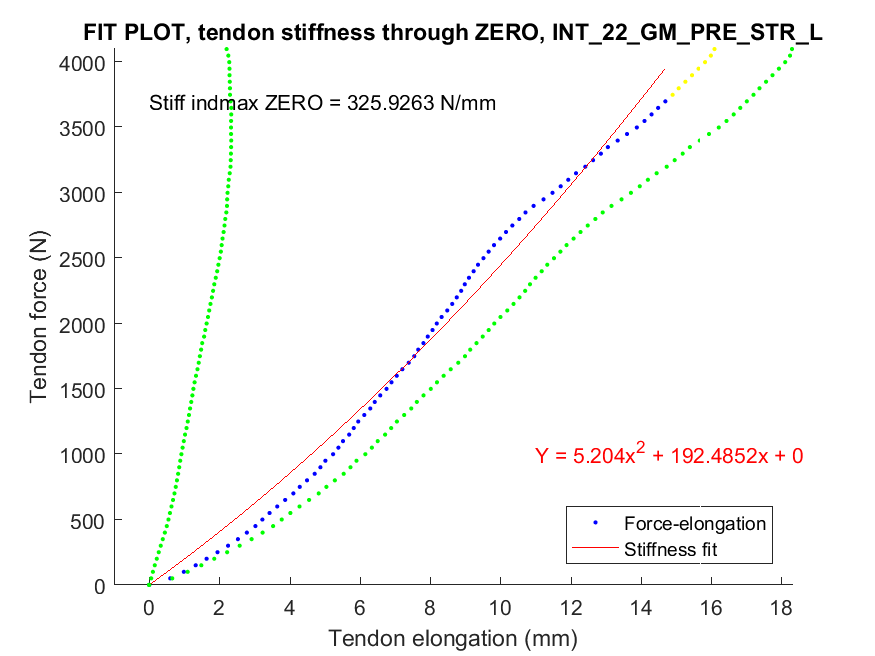 FIT PLOT, tendon stiffness through ZERO, INT_22_GM_PRE_STR_L
4000
Stiff indmax ZERO = 325.9263 N/mm
3500
3000
2500
2000
1500
1000
500
0
Tendon force (N)
Y = 5.204x² + 192.4852x + 0
Force-elongation
Stiffness fit
0 2 4 6 8 10 12 14 16 18
Tendon elongation (mm)